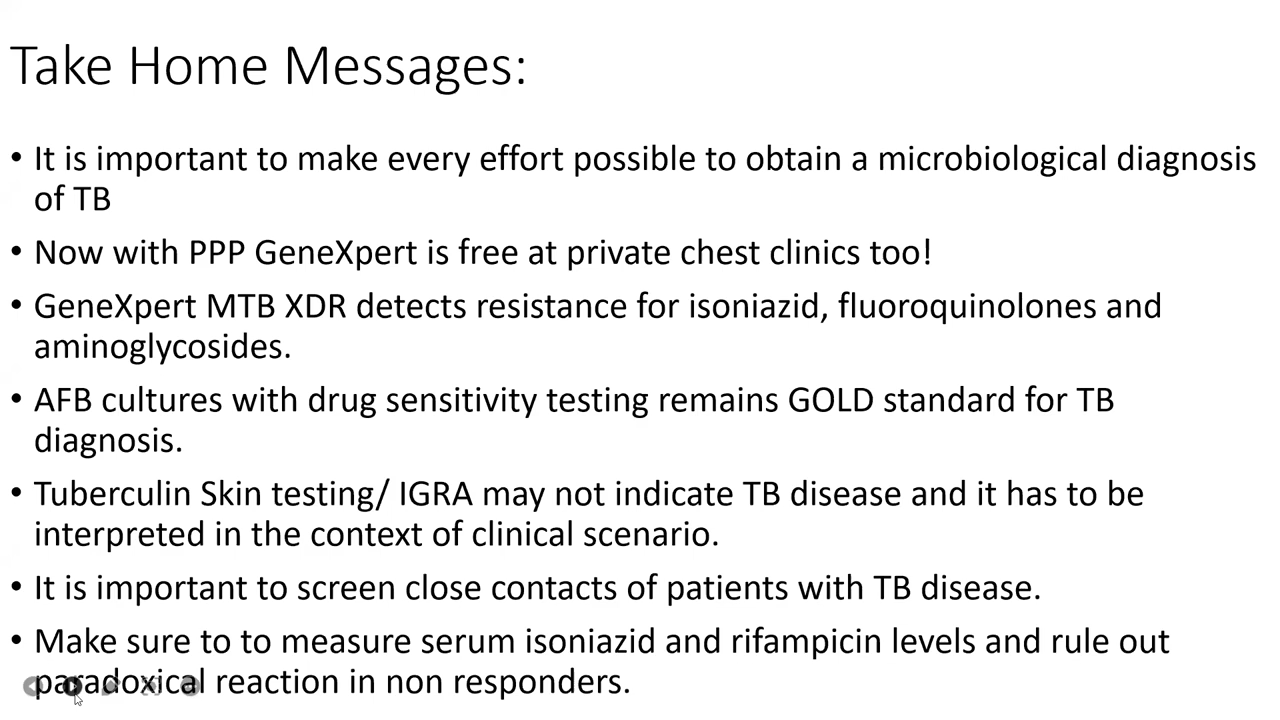 Take Home Messages:
• It is important to make every effort possible to obtain a microbiological diagnosis
of TB
• Now with PPP GeneXpert is free at private chest clinics too!
• GeneXpert MTB XDR detects resistance for isoniazid, fluoroquinolones and
aminoglycosides.
• AFB cultures with drug sensitivity testing remains GOLD standard for TB
diagnosis.
• Tuberculin Skin testing/ IGRA may not indicate TB disease and it has to be
interpreted in the context of clinical scenario.
• It is important to screen close contacts of patients with TB disease.
• Make sure to to measure serum isoniazid and rifampicin levels and rule out
paradoxical reaction in non responders.